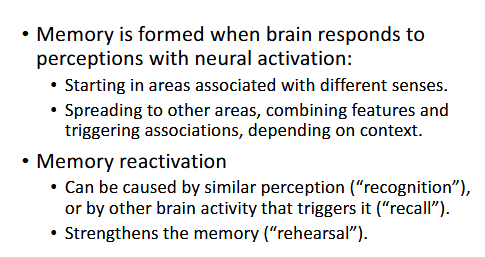 • Memory is formed when brain responds to
perceptions with neural activation:
• Starting in areas associated with different senses.
• Spreading to other areas, combining features and
triggering associations, depending on context.
• Memory reactivation
• Can be caused by similar perception (“recognition”),
or by other brain activity that triggers it (“recall”).
• Strengthens the memory (“rehearsal”).